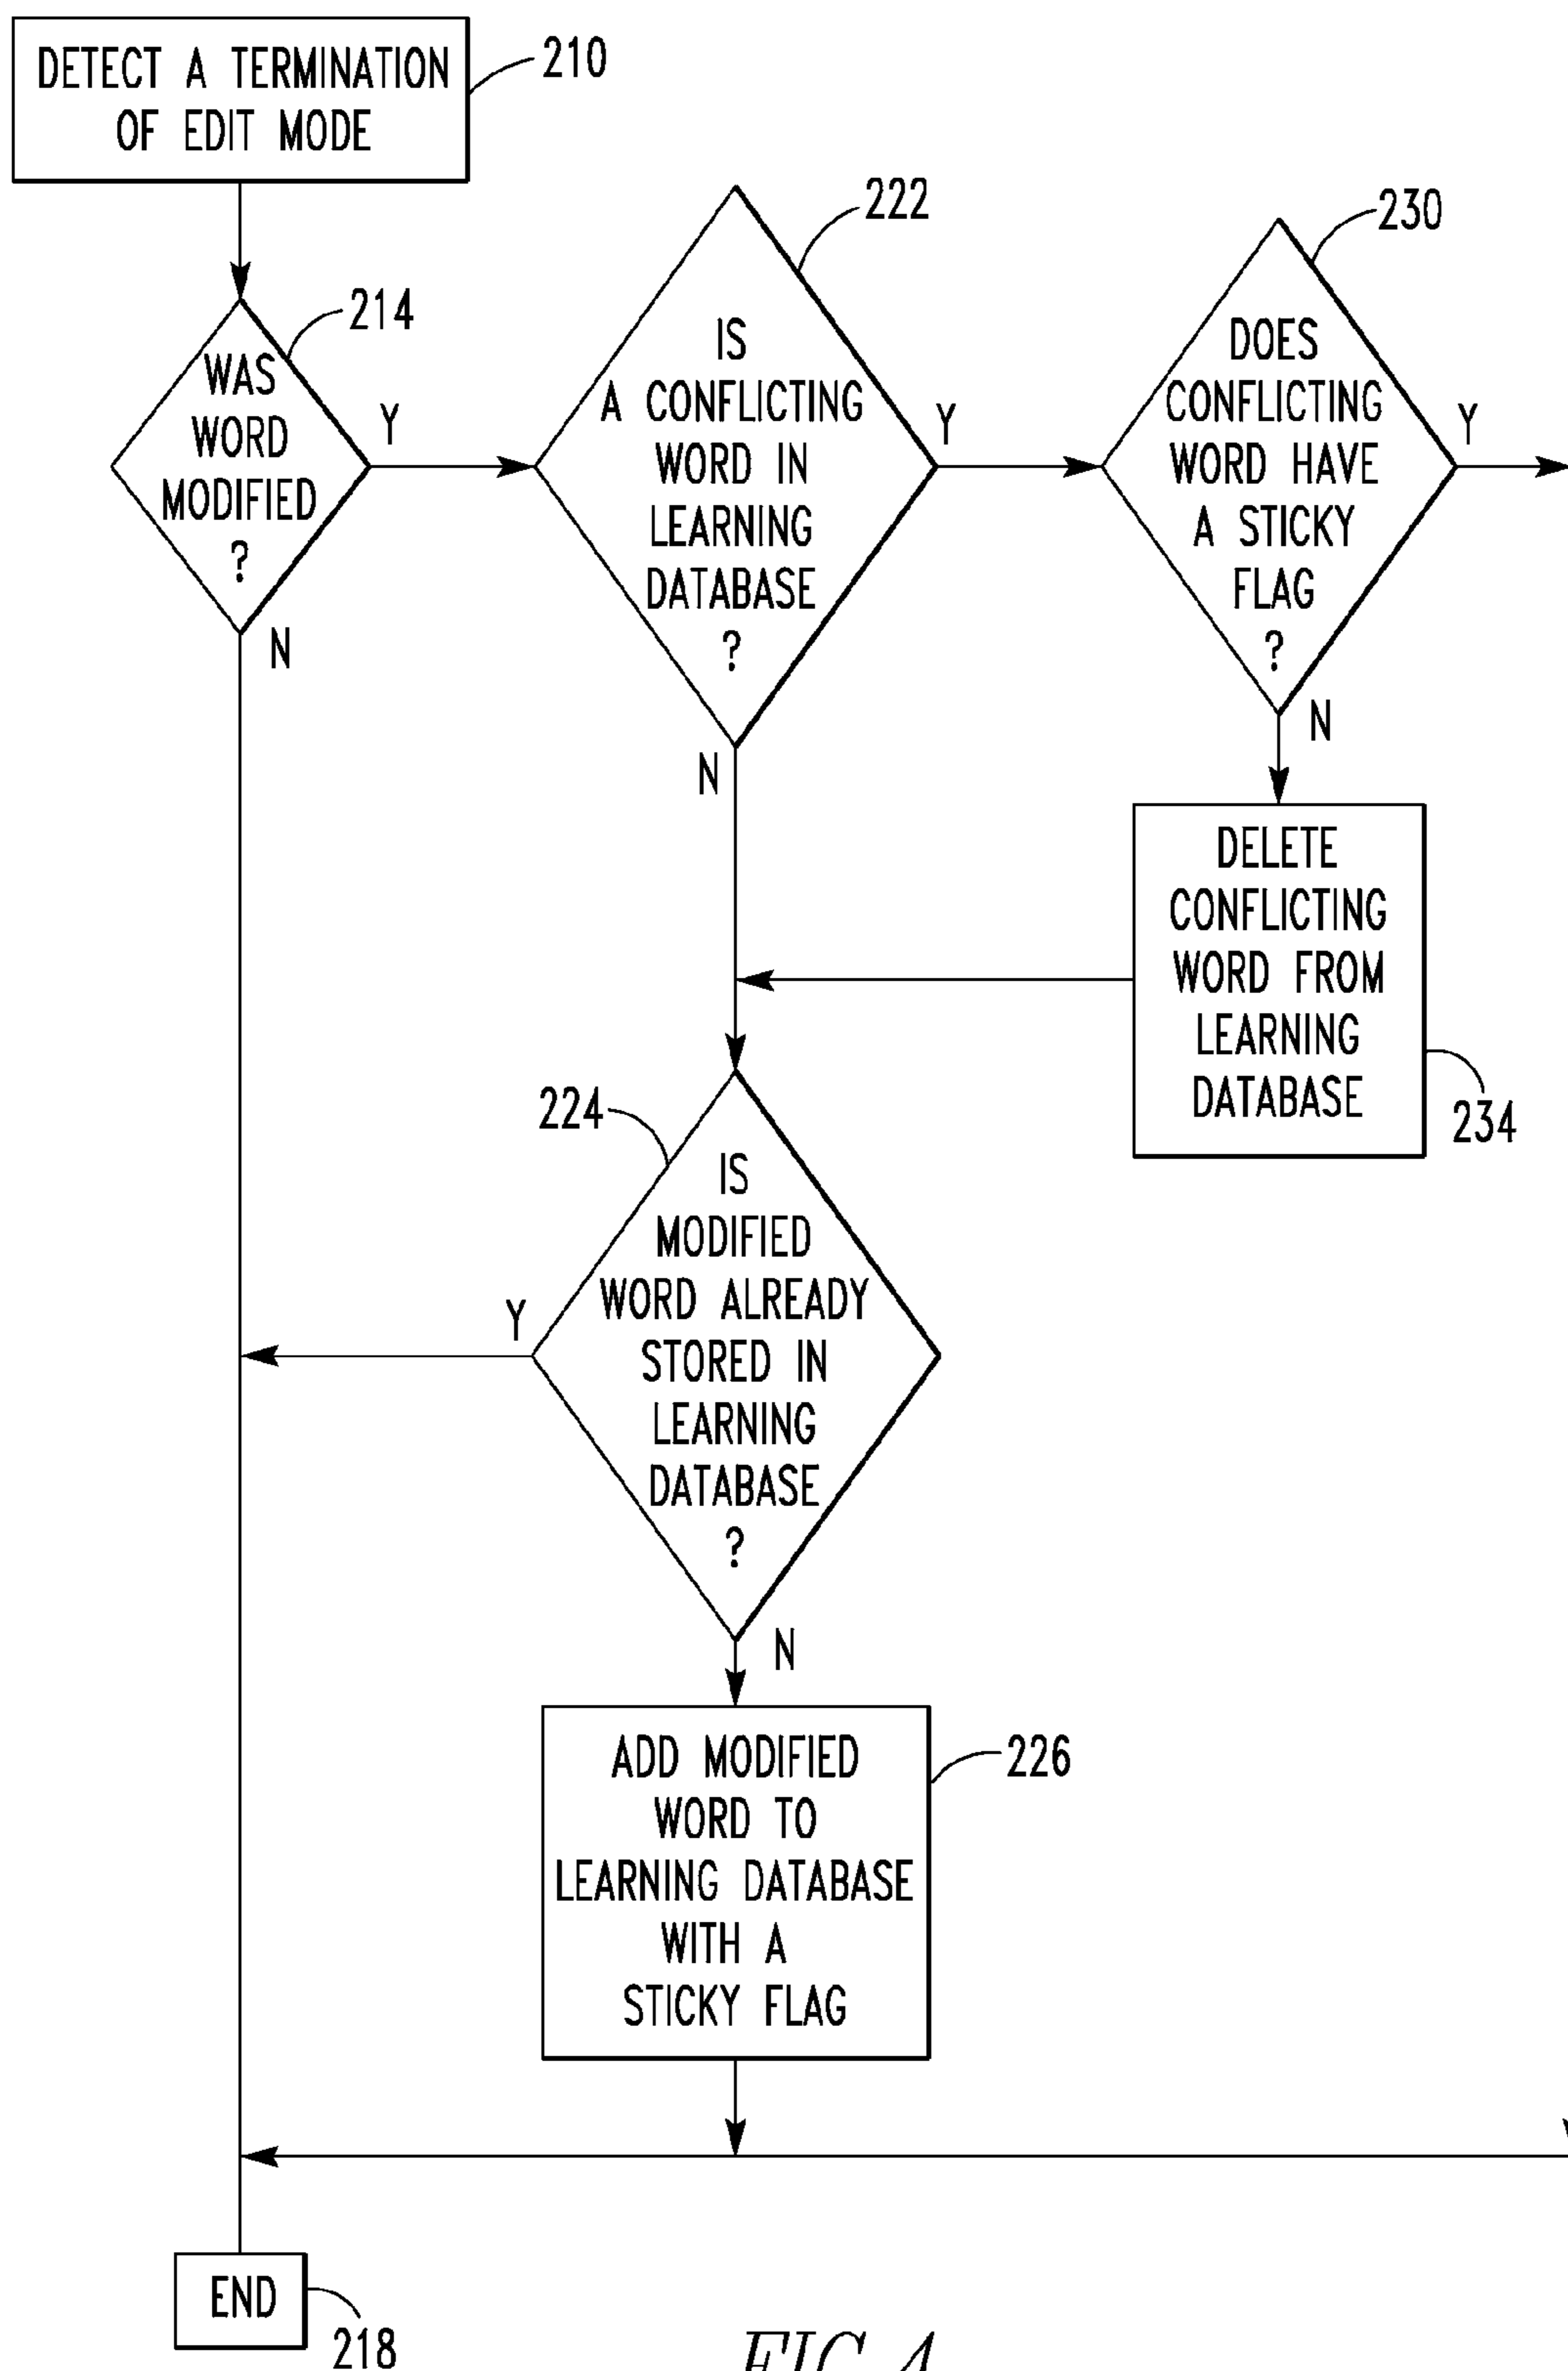 DETECT A TERMINATION
OF EDIT MODE
210
WAS
WORD
MODIFIED
?
214
Y
N
IS
A CONFLICTING
WORD IN
LEARNING
DATABASE
?
222
Y
N
DOES
CONFLICTING
WORD HAVE
A STICKY
FLAG
?
230
Y
N
DELETE
CONFLICTING
WORD FROM
LEARNING
DATABASE
234
224
IS
MODIFIED
WORD ALREADY
STORED IN
LEARNING
DATABASE
?
Y
N
ADD MODIFIED
WORD TO
LEARNING DATABASE
WITH A
STICKY FLAG
226
END
218
FIG.4